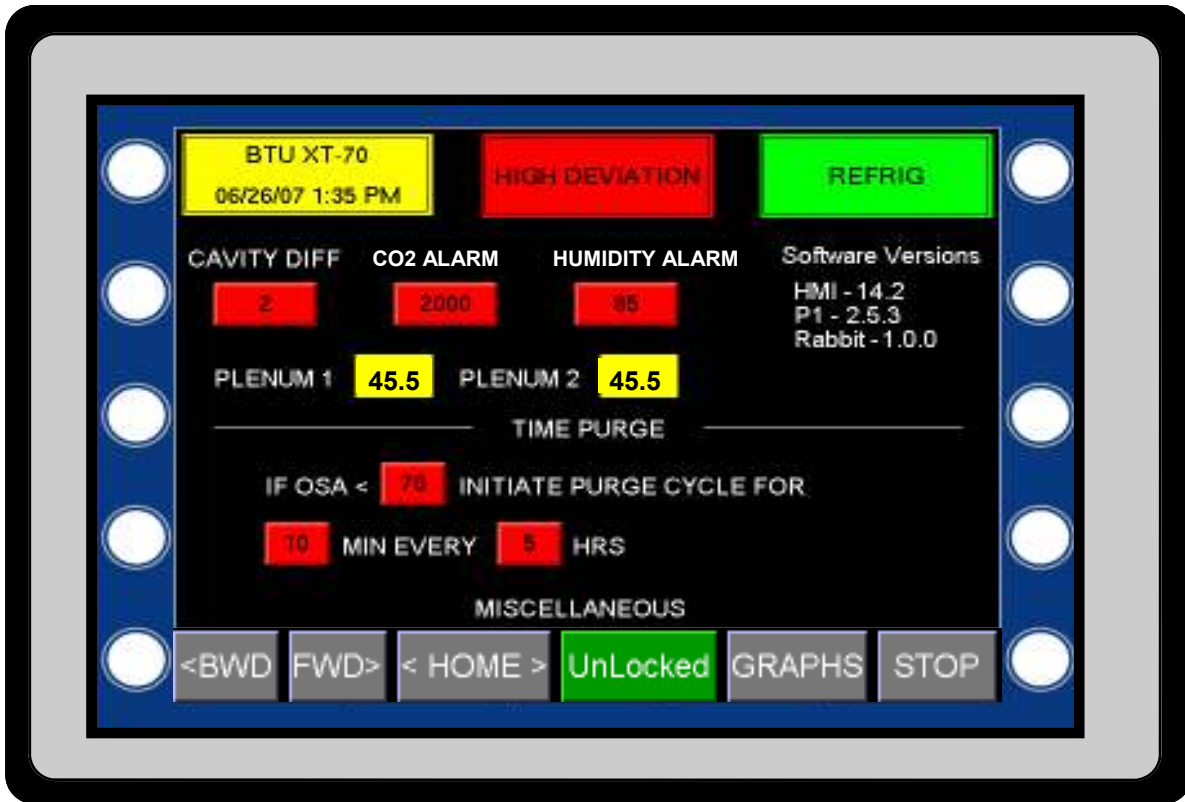 BTU XT-70
06/26/07 1:35 PM
HIGH DEVIATION
REFRIG
CAVITY DIFF CO2 ALARM HUMIDITY ALARM
2 2000 85
Software Versions
HMI - 14.2
P1 - 2.5.3
Rabbit - 1.0.0
PLENUM 1 45.5 PLENUM 2 45.5
TIME PURGE
IF OSA < INITIATE PURGE CYCLE FOR
10 MIN EVERY 5 HRS
MISCELLANEOUS
<BWD FWD> < HOME > UnLocked GRAPHS STOP